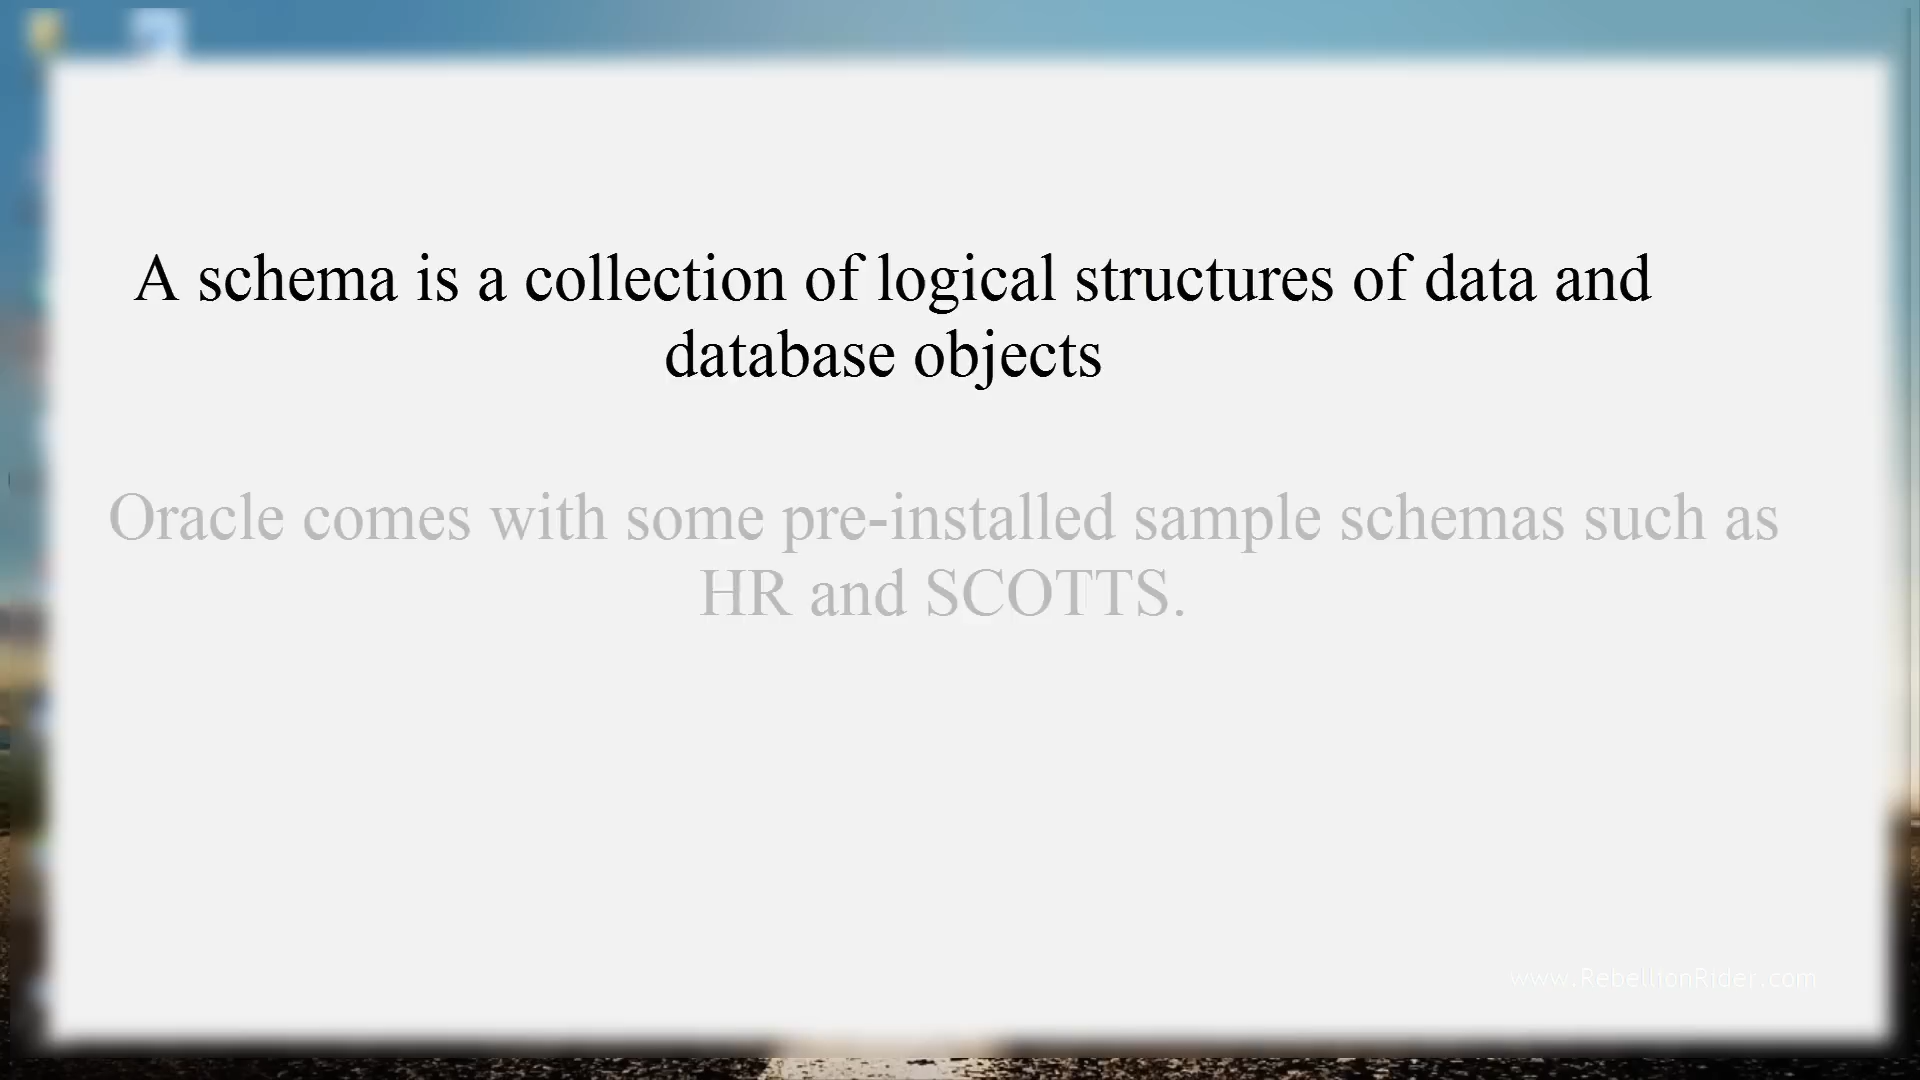 A schema is a collection of logical structures of data and
database objects
Oracle comes with some pre-installed sample schemas such as
HR and SCOTTS.
www.RebellionRider.com